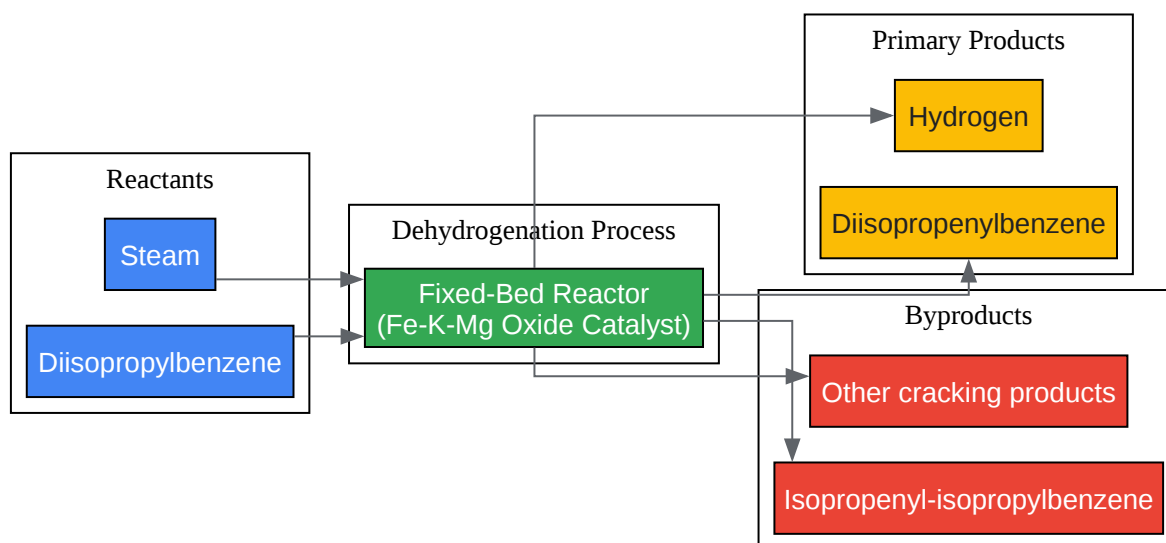 Reactants
Steam
Diisopropylbenzene
Dehydrogenation Process
Fixed-Bed Reactor
(Fe-K-Mg Oxide Catalyst)
Primary Products
Hydrogen
Diisopropenylbenzene
Byproducts
Other cracking products
Isopropenyl-isopropylbenzene